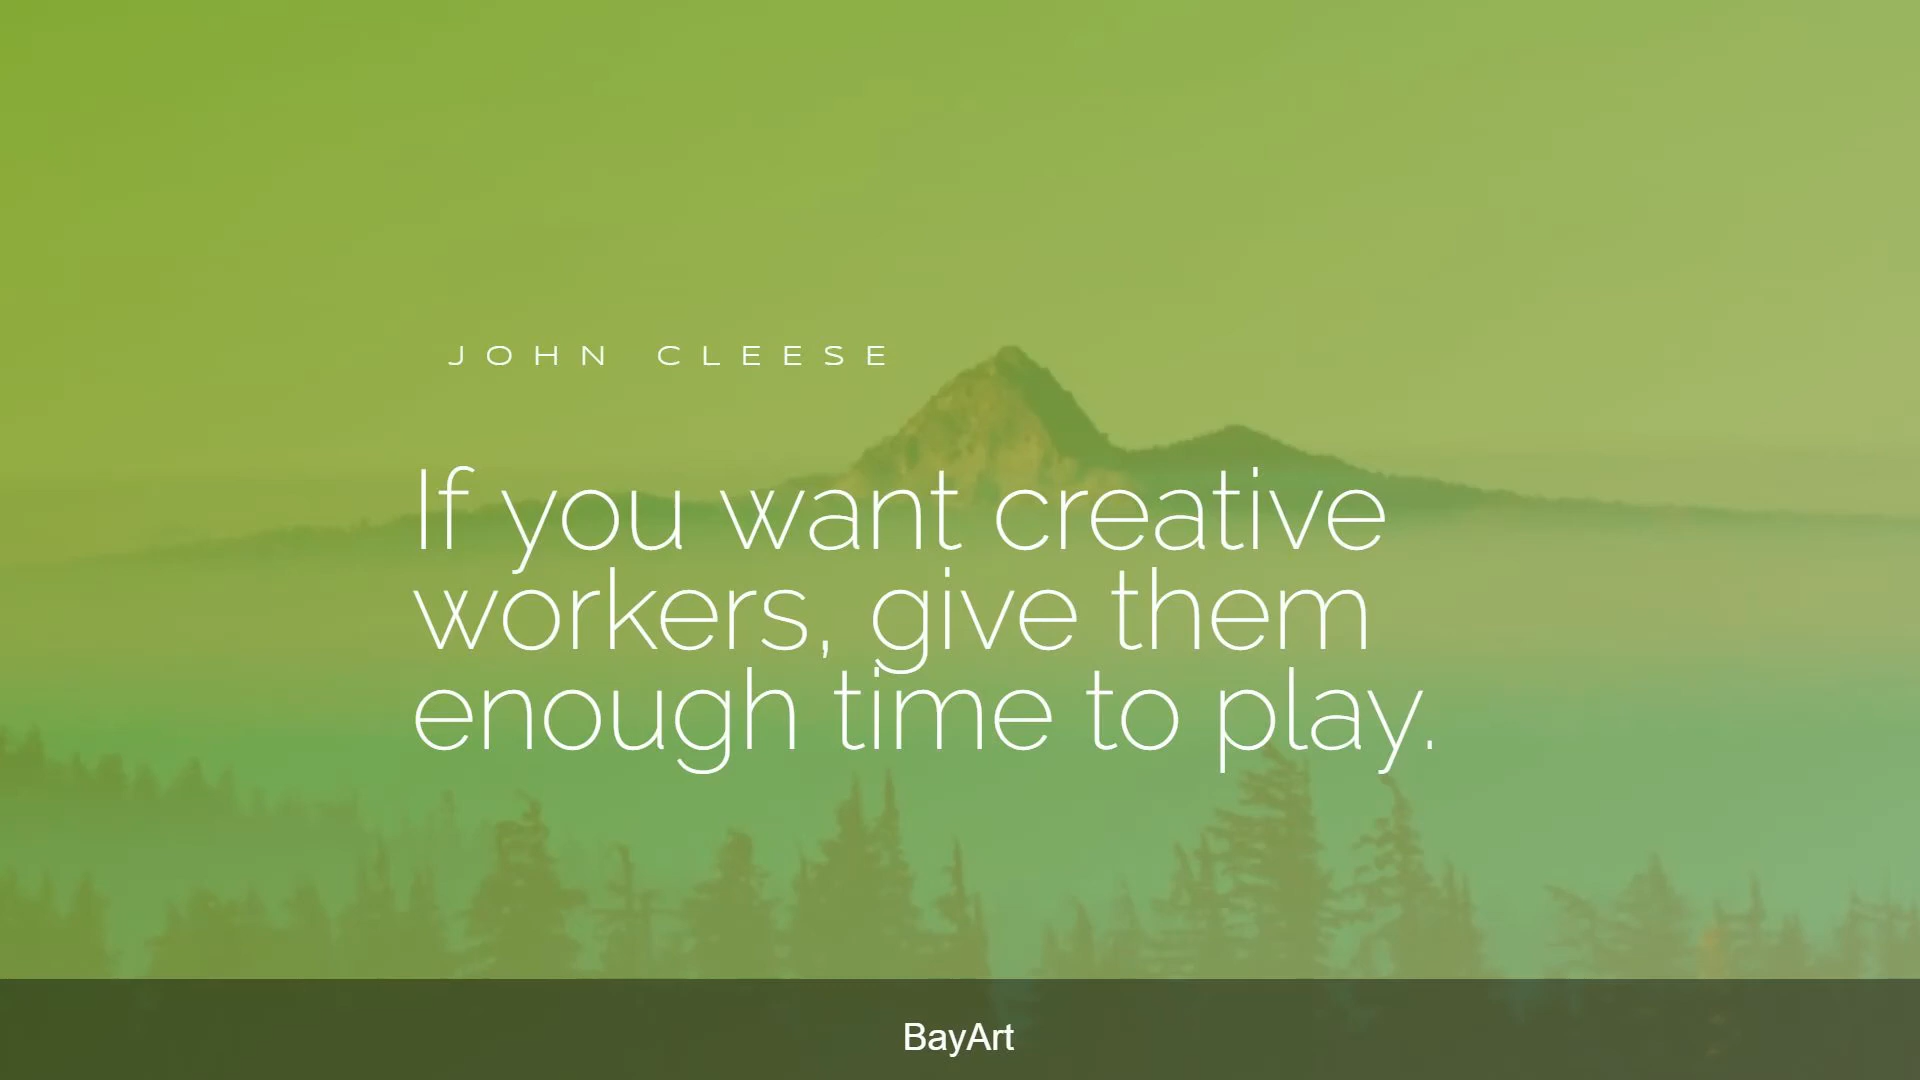 JOHN CLEESE
If you want creative
workers, give them
enough time to play.
BayArt